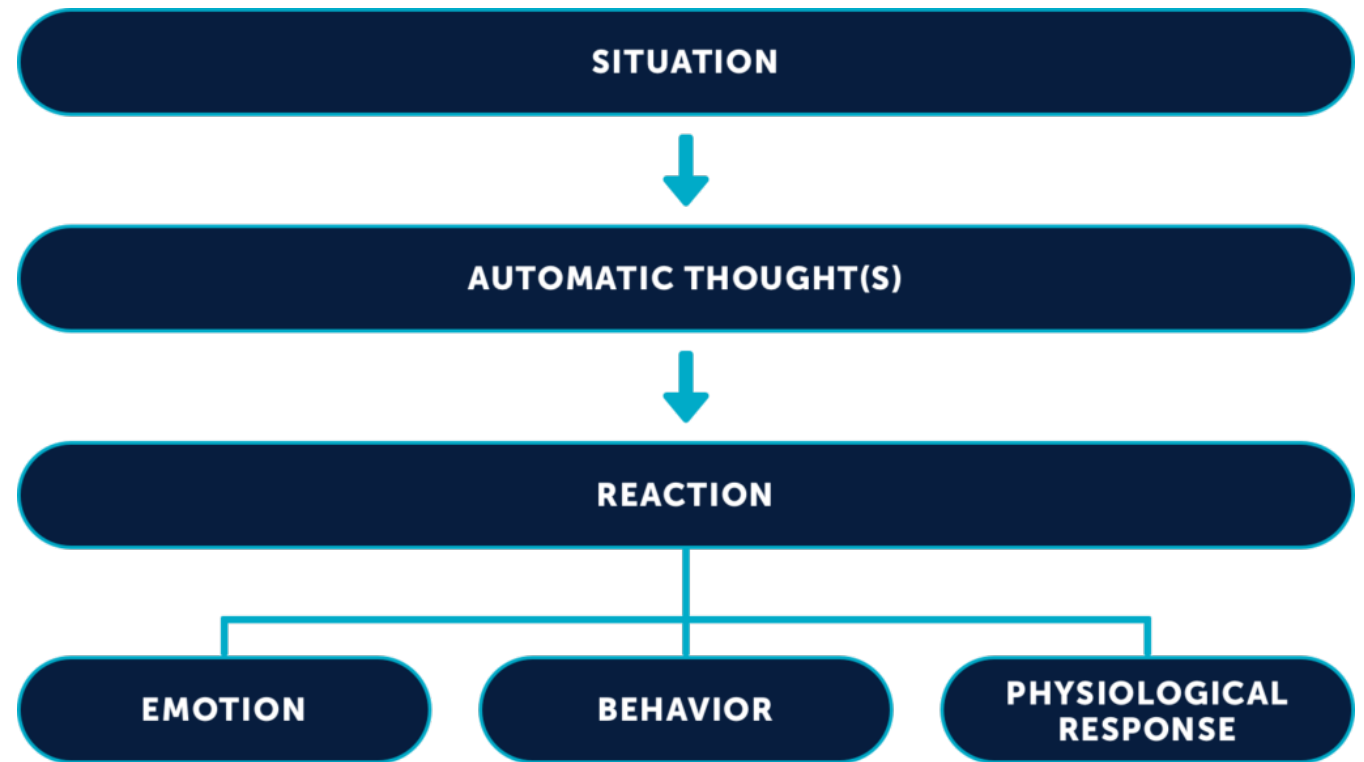 SITUATION
AUTOMATIC THOUGHT(S)
REACTION
EMOTION
BEHAVIOR
PHYSIOLOGICAL
RESPONSE